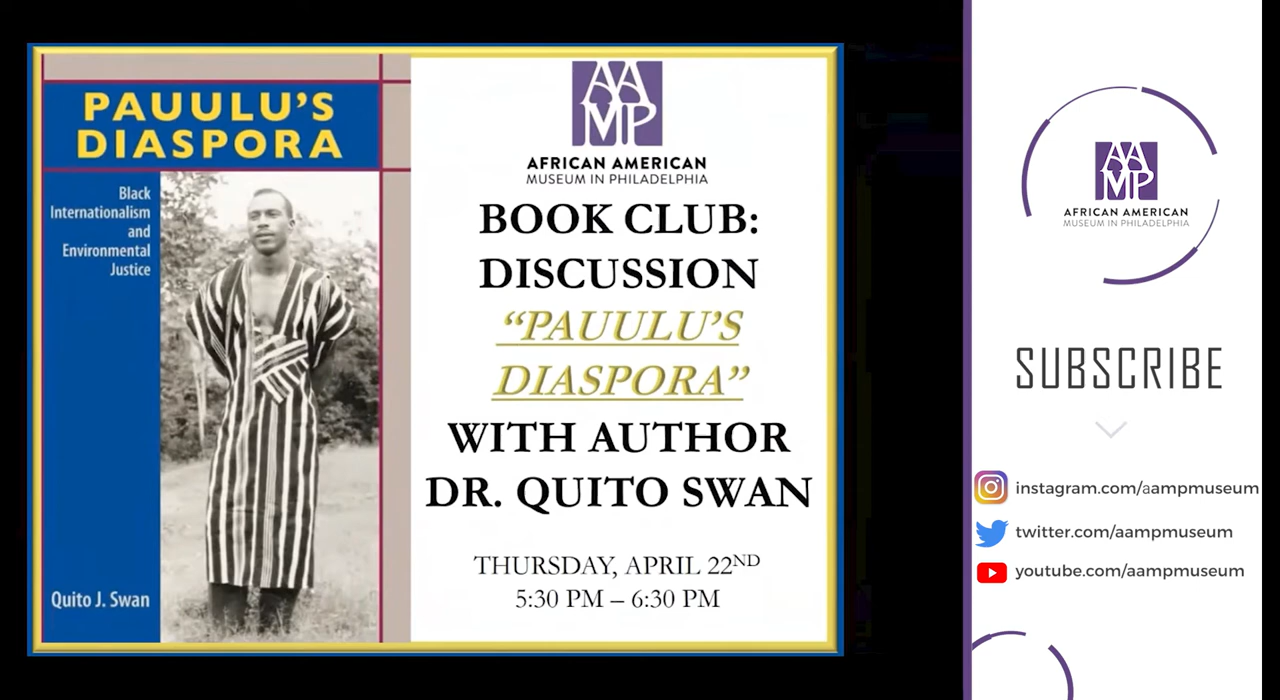 PAUULU'S
DIASPORA
Black
Internationalism
and
Environmental
Justice
Quito J. Swan
AAMP
AFRICAN AMERICAN
MUSEUM IN PHILADELPHIA
BOOK CLUB:
DISCUSSION
“PAUULU'S
DIASPORA”
WITH AUTHOR
DR. QUITO SWAN
THURSDAY, APRIL 22ND
5:30 PM – 6:30 PM
AAMP
AFRICAN AMERICAN
MUSEUM IN PHILADELPHIA
SUBSCRIBE
instagram.com/aampmuseum
twitter.com/aampmuseum
youtube.com/aampmuseum